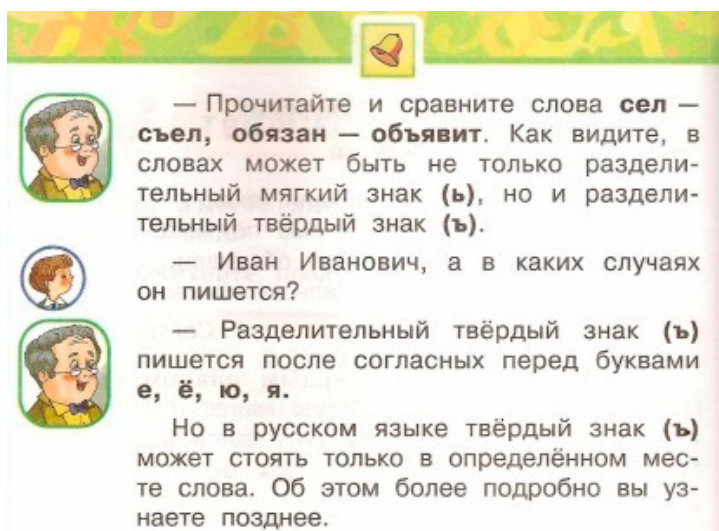 — Прочитайте и сравните слова сел —
съел, обязан — объявит. Как видите, в
словах может быть не только раздели-
тельный мягкий знак (ь), но и раздели-
тельный твёрдый знак (ъ).
— Иван Иванович, а в каких случаях
он пишется?
— Разделительный твёрдый знак (ъ)
пишется после согласных перед буквами
е, ё, ю, я.
Но в русском языке твёрдый знак (ъ)
может стоять только в определённом мес-
те слова. Об этом более подробно вы уз-
наете позднее.